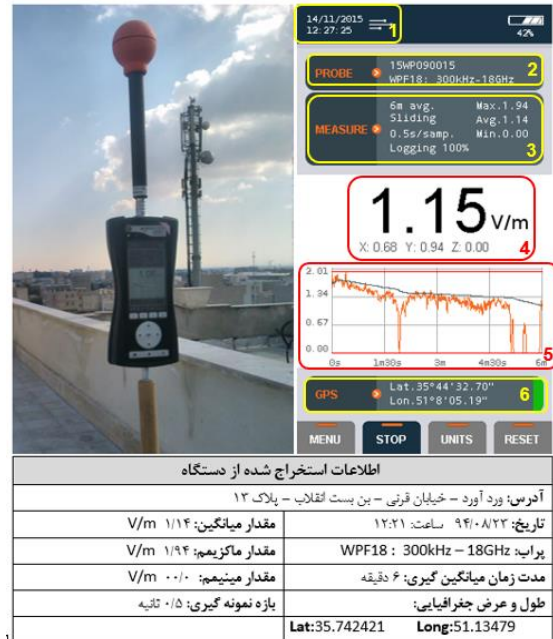 14/11/2015
12:27:25
1
42%
PROBE
15WP090015
WPF18: 300kHz-18GHz
2
MEASURE
6m avg.
Sliding
0.5s/samp.
Logging 100%
Max.1.94
Avg.1.14
Min.0.00
3
1.15 V/m
X: 0.68 Y: 0.94 Z: 0.00
4
2.01
1.34
0.67
0.00
0s 1m30s 3m 4m30s 6m
5
GPS
Lat.35°44'32.70"
Lon.51°8'05.19"
6
MENU STOP UNITS RESET
اطلاعات استخراج شده از دستگاه
آدرس: ورد آورد – خیابان قرنی – بن بست انقلاب – پلاک ۱۳
تاریخ: ۹۴/۰۸/۲۳ ساعت: ۱۲:۲۱
مقدار میانگین: ۱/۱۴ V/m
پراب: WPF18 : 300kHz – 18GHz
مقدار ماکزیمم: ۱/۹۴ V/m
مدت زمان میانگین گیری: ۶ دقیقه
مقدار مینیمم: ۰۰/۰ V/m
طول و عرض جغرافیایی:
بازه نمونه گیری: ۰/۵ ثانیه
Lat:35.742421 Long:51.13479